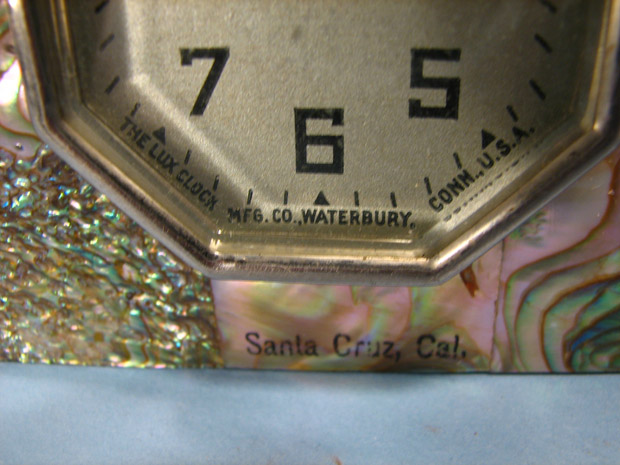 7 6 5
THE LUX CLOCK MFG. CO., WATERBURY, CONN., U.S.A.
Santa Cruz, Cal.